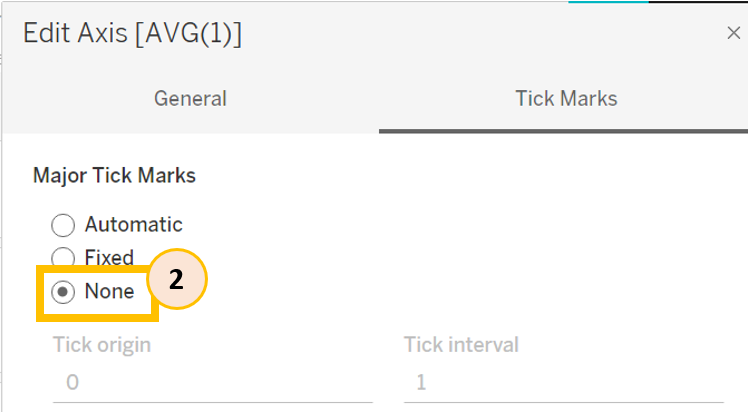 Edit Axis [AVG(1)]
General Tick Marks
Major Tick Marks
Automatic
Fixed
None 2
Tick origin Tick interval
0 1